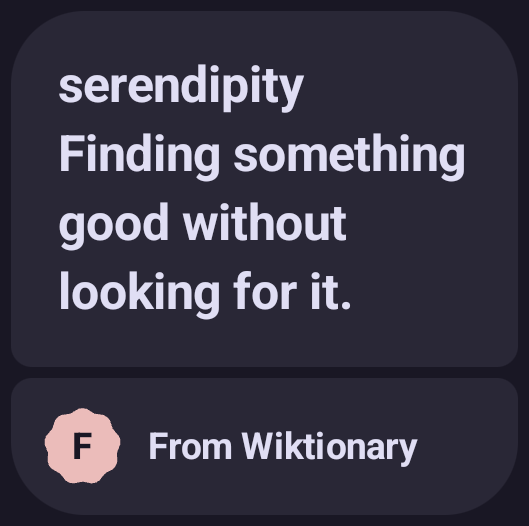 serendipity
Finding something
good without
looking for it.
F
From Wiktionary